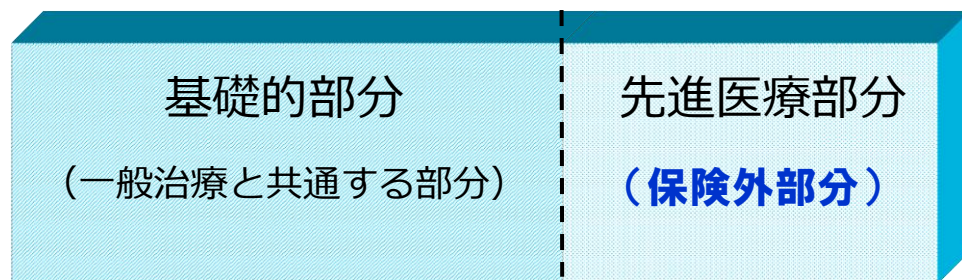 基礎的部分
（一般治療と共通する部分）
先進医療部分
（保険外部分）